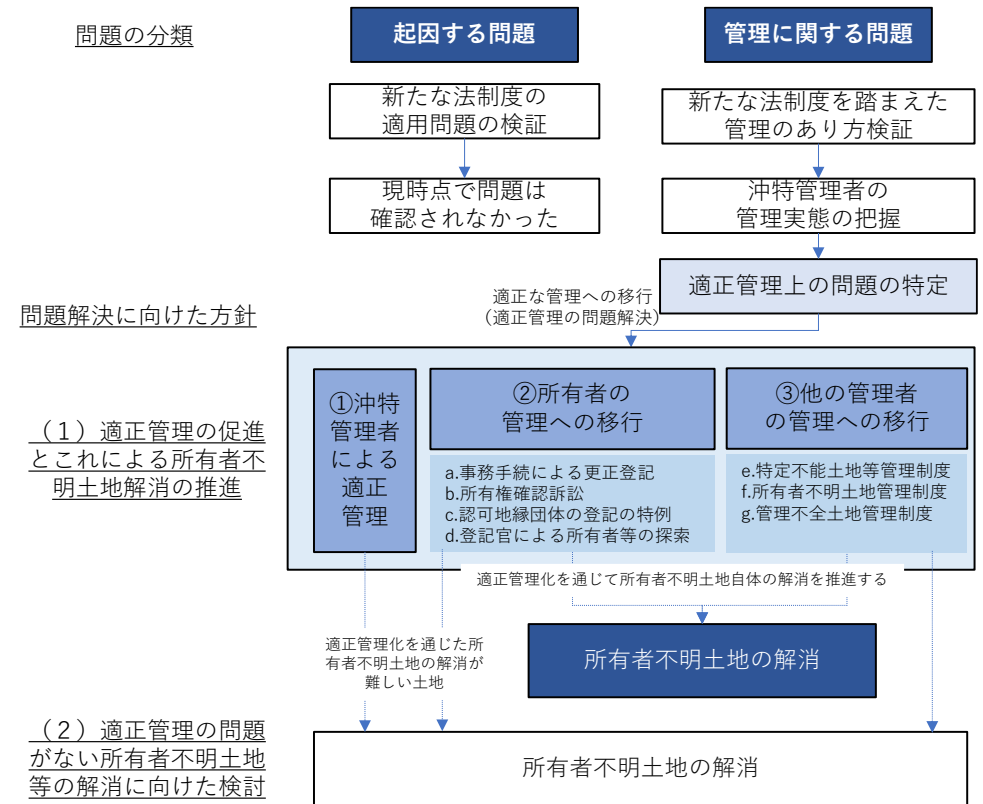 問題の分類
起因する問題
管理に関する問題
新たな法制度の
適用問題の検証
新たな法制度を踏まえた
管理のあり方検証
現時点で問題は
確認されなかった
沖特管理者の
管理実態の把握
適正管理上の問題の特定
適正な管理への移行
(適正管理の問題解決)
問題解決に向けた方針
(1)適正管理の促進
とこれによる所有者不
明土地解消の推進
①沖特
管理者
による
適正
管理
②所有者の
管理への移行
a.事務手続による更正登記
b.所有権確認訴訟
c.認可地縁団体の登記の特例
d.登記官による所有者等の探索
③他の管理者
の管理への移行
e.特定不能土地等管理制度
f.所有者不明土地管理制度
g.管理不全土地管理制度
適正管理化を通じて所有者不明土地自体の解消を推進する
所有者不明土地の解消
適正管理化を通じた所
有者不明土地の解消が
難しい土地
(2)適正管理の問題
がない所有者不明土地
等の解消に向けた検討
所有者不明土地の解消